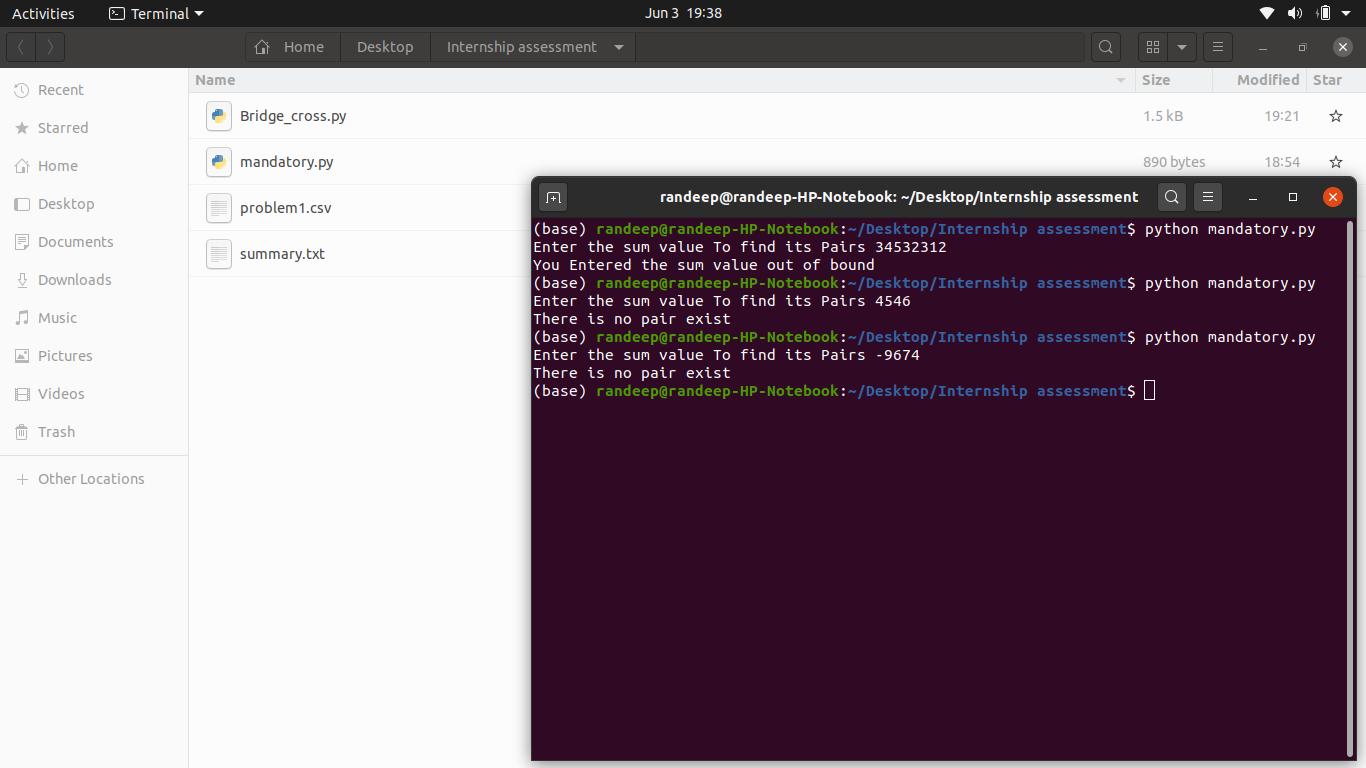 Activities Terminal Jun 3 19:38
Home Desktop Internship assessment
Recent
Starred
Home
Desktop
Documents
Downloads
Music
Pictures
Videos
Trash
Other Locations
Name Size Modified Star
Bridge_cross.py 1.5 kB 19:21
mandatory.py 890 bytes 18:54
problem1.csv
summary.txt
randeep@randeep-HP-Notebook: ~/Desktop/Internship assessment
(base) randeep@randeep-HP-Notebook:~/Desktop/Internship assessment$ python mandatory.py
Enter the sum value To find its Pairs 34532312
You Entered the sum value out of bound
(base) randeep@randeep-HP-Notebook:~/Desktop/Internship assessment$ python mandatory.py
Enter the sum value To find its Pairs 4546
There is no pair exist
(base) randeep@randeep-HP-Notebook:~/Desktop/Internship assessment$ python mandatory.py
Enter the sum value To find its Pairs -9674
There is no pair exist
(base) randeep@randeep-HP-Notebook:~/Desktop/Internship assessment$